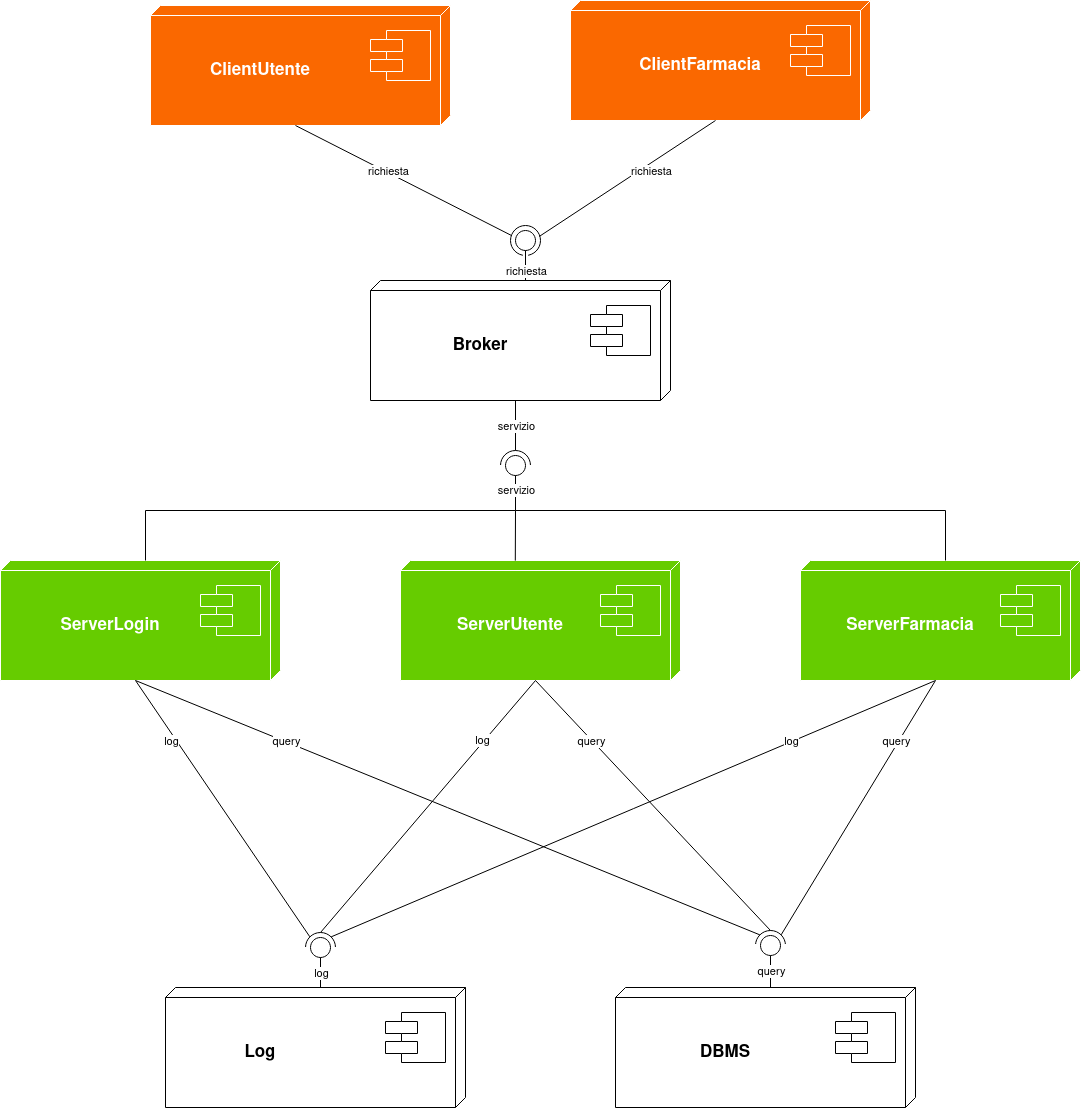 ClientUtente
ClientFarmacia
richiesta
richiesta
richiesta
Broker
servizio
servizio
ServerLogin
ServerUtente
ServerFarmacia
log
query
log
query
log
query
log
query
Log
DBMS